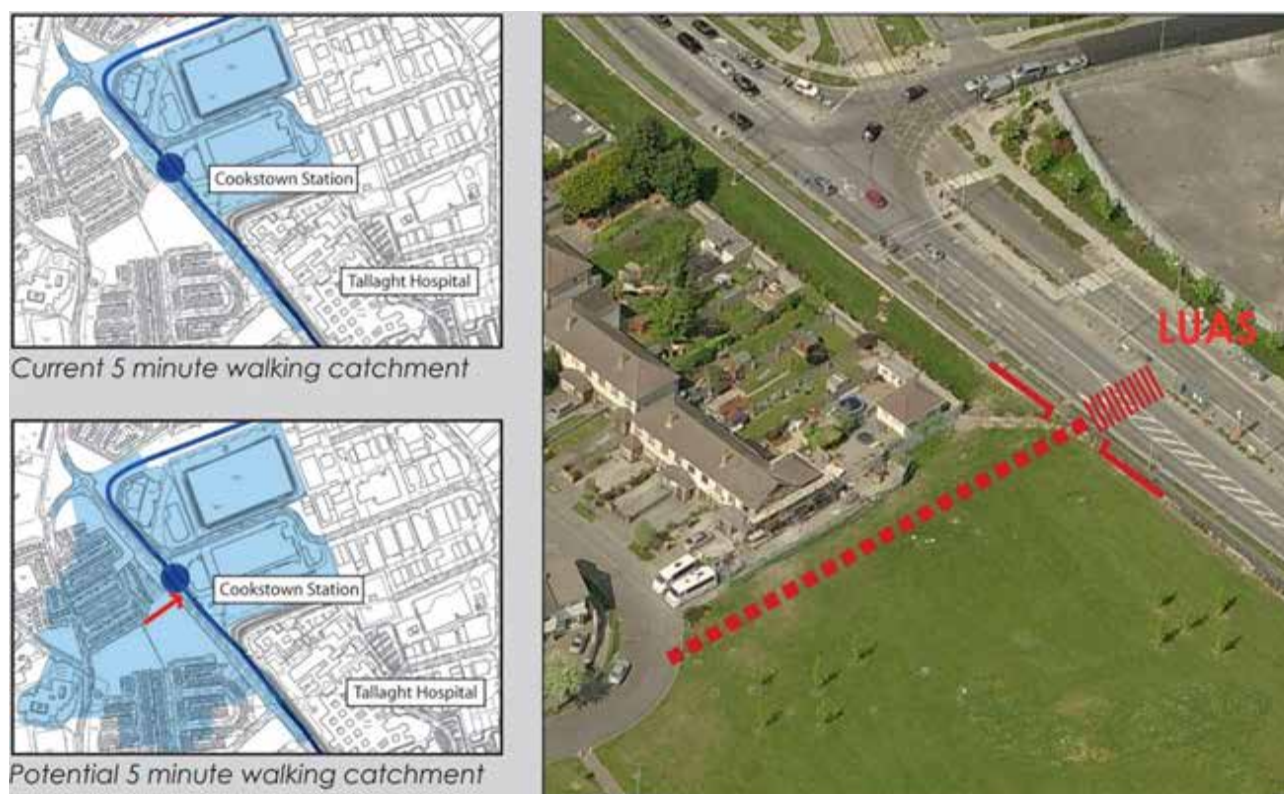 Cookstown Station
Tallaght Hospital
Current 5 minute walking catchment
Cookstown Station
Tallaght Hospital
Potential 5 minute walking catchment
LUAS